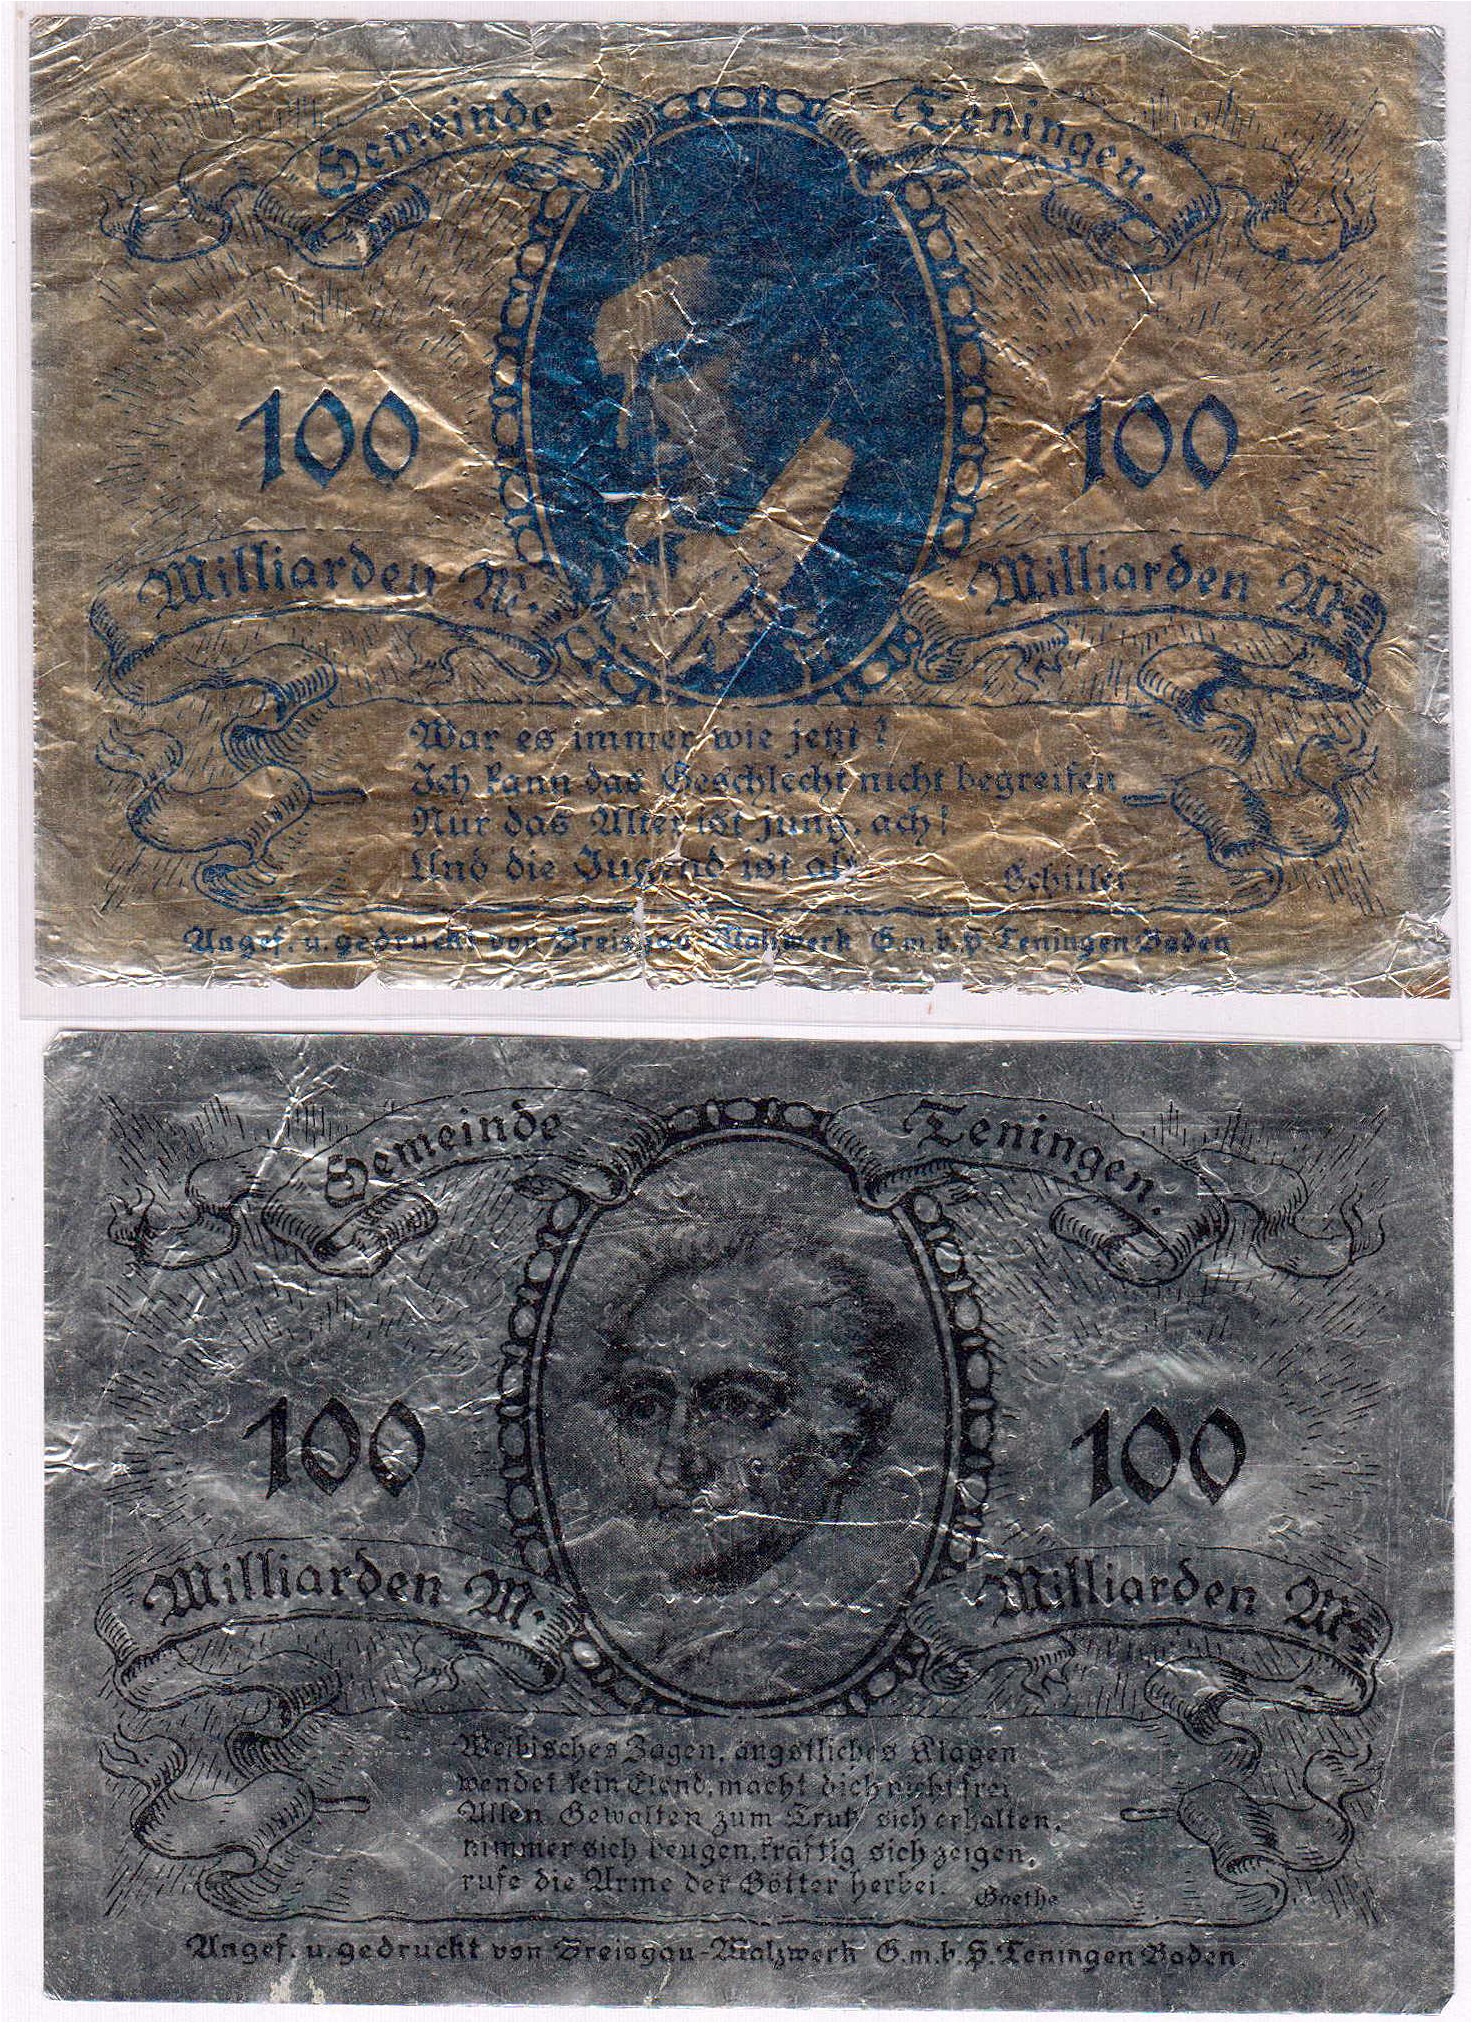 Gemeinde Teningen.
100 100
Milliarden M. Milliarden M.
War es immer wie jetzt?
Ich kann das Geschlecht nicht begreifen
Nur das Alter ist jung, ach!
Und die Jugend ist alt
Schiller.
Angef. u. gedruckt von Breisgau-Walzwerk G.m.b.H. Teningen-Baden
Gemeinde Teningen.
100 100
Milliarden M. Milliarden M.
Weibisches Zagen, ängstliches Klagen
wendet kein Elend, macht dich nicht frei
Allen Gewalten zum Trutz sich erhalten,
nimmer sich beugen, kräftig sich zeigen,
rufe die Arme der Götter herbei.
Goethe
Angef. u. gedruckt von Breisgau-Walzwerk G.m.b.H. Teningen Baden.